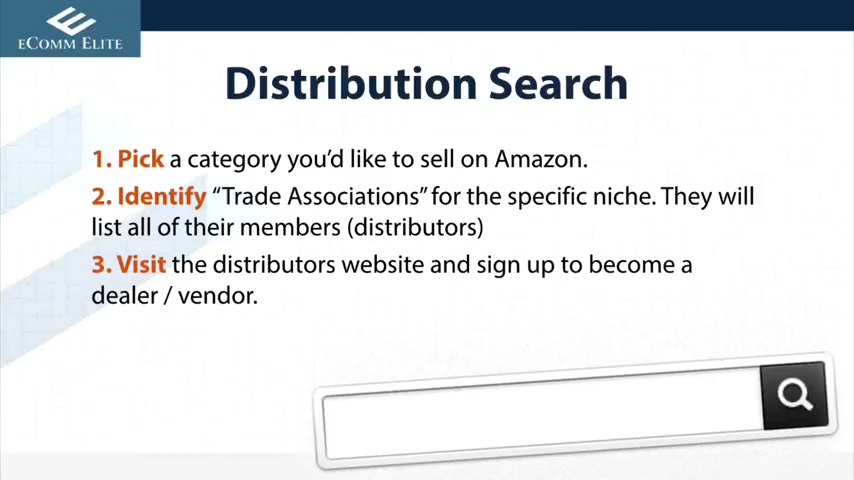 eComm Elite
Distribution Search
1. Pick a category you’d like to sell on Amazon.
2. Identify “Trade Associations” for the specific niche. They will
list all of their members (distributors)
3. Visit the distributors website and sign up to become a
dealer / vendor.